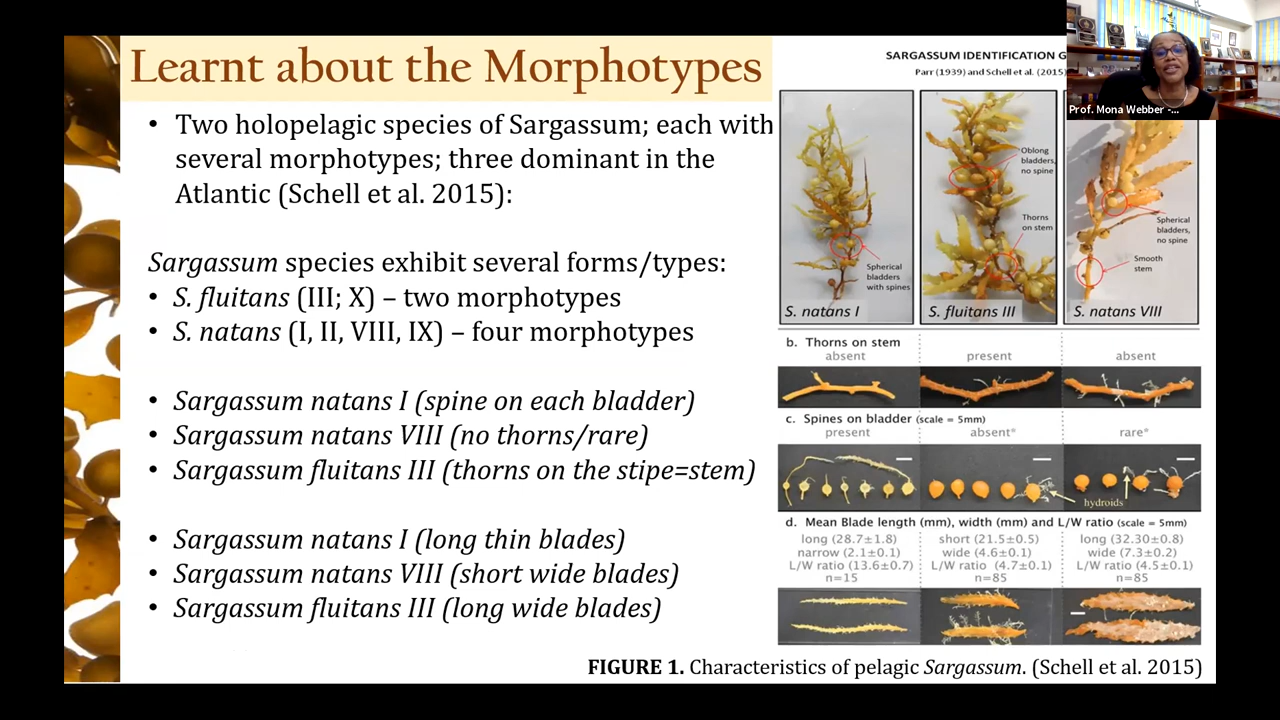 Learnt about the Morphotypes
• Two holopelagic species of Sargassum; each with
several morphotypes; three dominant in the
Atlantic (Schell et al. 2015):
Sargassum species exhibit several forms/types:
• S. fluitans (III; X) – two morphotypes
• S. natans (I, II, VIII, IX) – four morphotypes
• Sargassum natans I (spine on each bladder)
• Sargassum natans VIII (no thorns/rare)
• Sargassum fluitans III (thorns on the stipe=stem)
• Sargassum natans I (long thin blades)
• Sargassum natans VIII (short wide blades)
• Sargassum fluitans III (long wide blades)
SARGASSUM IDENTIFICATION G
Parr (1939) and Schell et al. (2015)
Prof. Mona Webber -...
Spherical
bladders
with spines
S. natans I
Oblong
bladders,
no spine
Thorns
on stem
S. fluitans III
Spherical
bladders,
no spine
Smooth
stem
S. natans VIII
b. Thorns on stem
absent present absent
c. Spines on bladder (scale = 5mm)
present absent* rare*
hydroids
d. Mean Blade length (mm), width (mm) and L/W ratio (scale = 5mm)
long (28.7±1.8) short (21.5±0.5) long (32.30±0.8)
narrow (2.1±0.1) wide (4.6±0.1) wide (7.3±0.2)
L/W ratio (13.6±0.7) L/W ratio (4.7±0.1) L/W ratio (4.5±0.1)
n=15 n=85 n=85
FIGURE 1. Characteristics of pelagic Sargassum. (Schell et al. 2015)